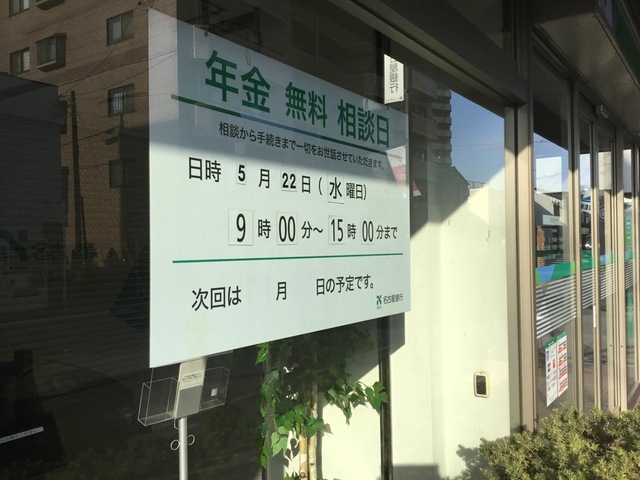 年金 無料 相談日
相談から手続きまで一切をお世話させていただきます。
日時 5 月 22 日 ( 水 曜日)
9 時 00 分～ 15 時 00 分まで
次回は 月 日の予定です。
名古屋銀行
屋銀行